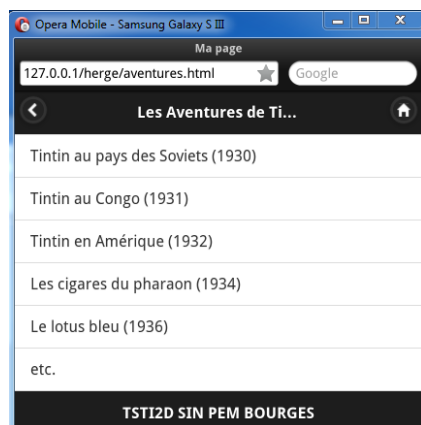 Opera Mobile - Samsung Galaxy S III
Ma page
127.0.0.1/herge/aventures.html Google
Les Aventures de Ti...
Tintin au pays des Soviets (1930)
Tintin au Congo (1931)
Tintin en Amérique (1932)
Les cigares du pharaon (1934)
Le lotus bleu (1936)
etc.
TSTI2D SIN PEM BOURGES